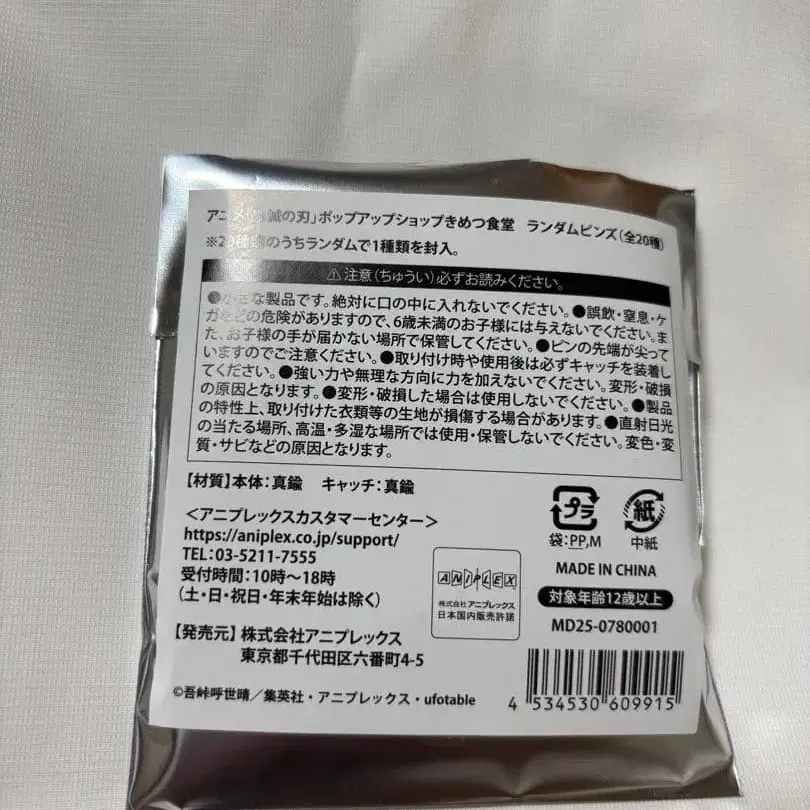 アニメ「鬼滅の刃」ポップアップショップきめつ食堂 ランダムピンズ（全20種）
※20種類のうちランダムで1種類を封入。
⚠注意（ちゅうい）必ずお読みください。
●小さな製品です。絶対に口の中に入れないでください。●誤飲・窒息・ケ
ガなどの危険がありますので、6歳未満のお子様には与えないでください。ま
た、お子様の手が届かない場所で保管してください。●ピンの先端が尖って
いますのでご注意ください。●取り付け時や使用後は必ずキャッチを装着し
てください。●強い力や無理な方向に力を加えないでください。変形・破損
の原因となります。●変形・破損した場合は使用しないでください。●製品
の特性上、取り付けた衣類等の生地が損傷する場合があります。●直射日光
の当たる場所、高温・多湿な場所では使用・保管しないでください。変色・変
質・サビなどの原因となります。
【材質】本体：真鍮 キャッチ：真鍮
＜アニプレックスカスタマーセンター＞
https://aniplex.co.jp/support/
TEL：03-5211-7555
受付時間：10時～18時
（土・日・祝日・年末年始は除く）
【発売元】株式会社アニプレックス
東京都千代田区六番町4-5
©吾峠呼世晴／集英社・アニプレックス・ufotable
ANIPLEX
株式会社アニプレックス
日本国内販売許諾
プラ
袋：PP,M
紙
中紙
MADE IN CHINA
対象年齢12歳以上
MD25-0780001
4 534530 609915